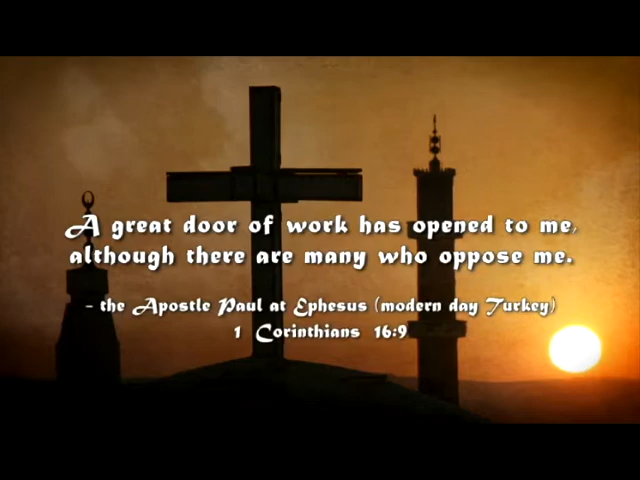 A great door of work has opened to me,
although there are many who oppose me.
- the Apostle Paul at Ephesus (modern day Turkey)
1 Corinthians 16:9